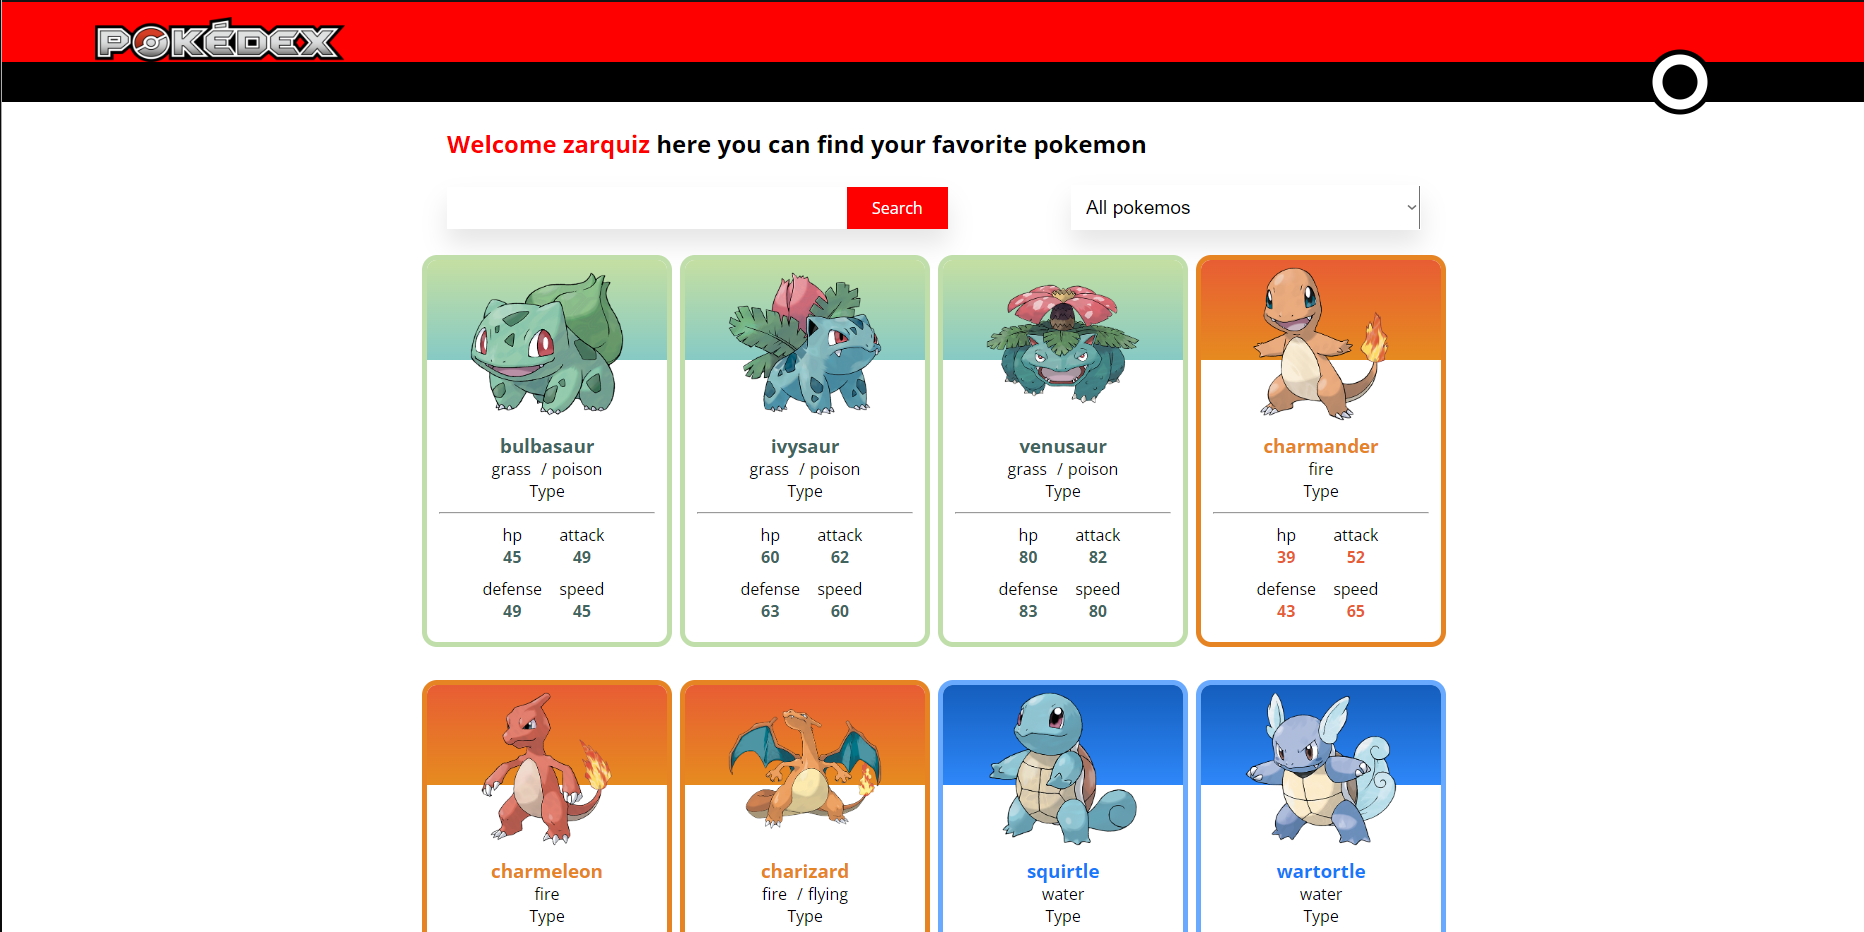 POKÉDEX
Welcome zarquiz here you can find your favorite pokemon
Search
All pokemos
bulbasaur
grass / poison
Type
hp attack
45 49
defense speed
49 45
ivysaur
grass / poison
Type
hp attack
60 62
defense speed
63 60
venusaur
grass / poison
Type
hp attack
80 82
defense speed
83 80
charmander
fire
Type
hp attack
39 52
defense speed
43 65
charmeleon
fire
Type
charizard
fire / flying
Type
squirtle
water
Type
wartortle
water
Type